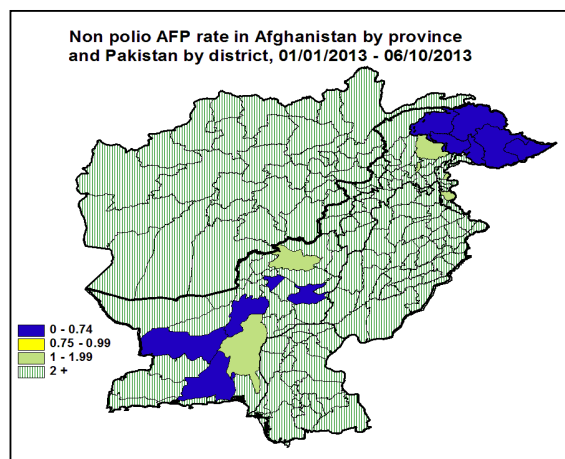 Non polio AFP rate in Afghanistan by province
and Pakistan by district, 01/01/2013 - 06/10/2013
0 - 0.74
0.75 - 0.99
1 - 1.99
2 +